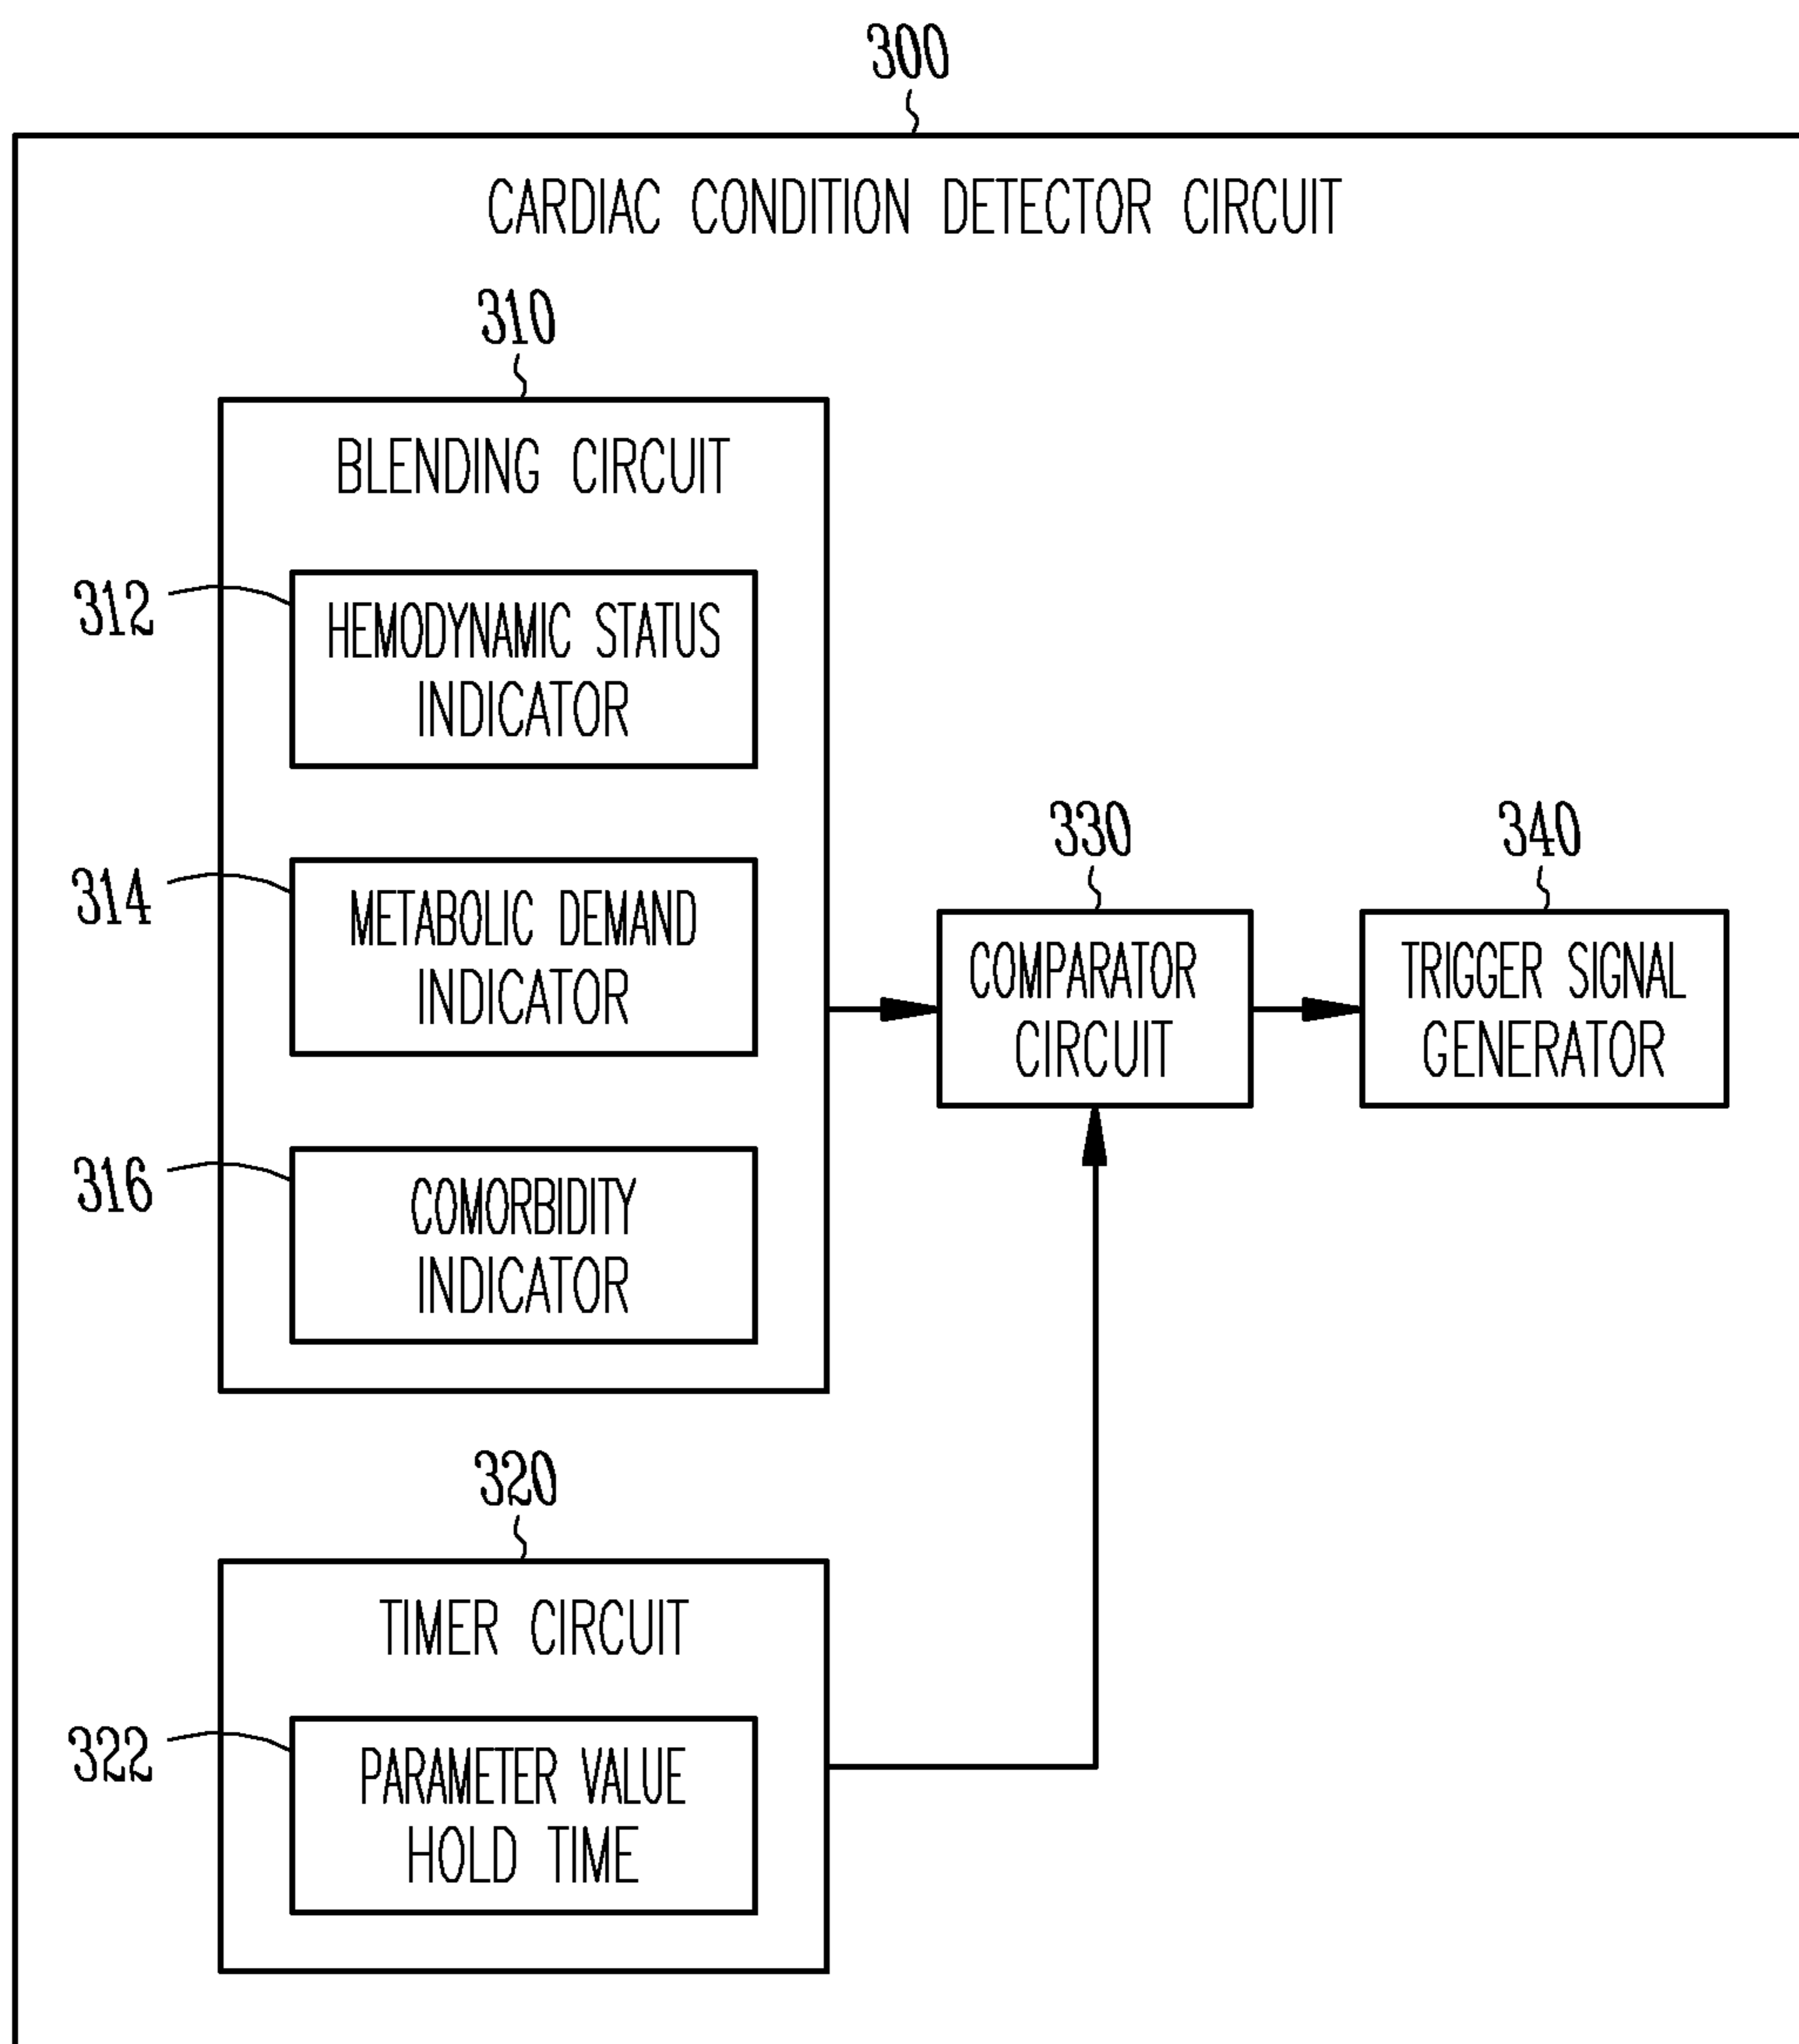 300
CARDIAC CONDITION DETECTOR CIRCUIT
310
BLENDING CIRCUIT
312
HEMODYNAMIC STATUS
INDICATOR
314
METABOLIC DEMAND
INDICATOR
316
COMORBIDITY
INDICATOR
330
COMPARATOR
CIRCUIT
340
TRIGGER SIGNAL
GENERATOR
320
TIMER CIRCUIT
322
PARAMETER VALUE
HOLD TIME